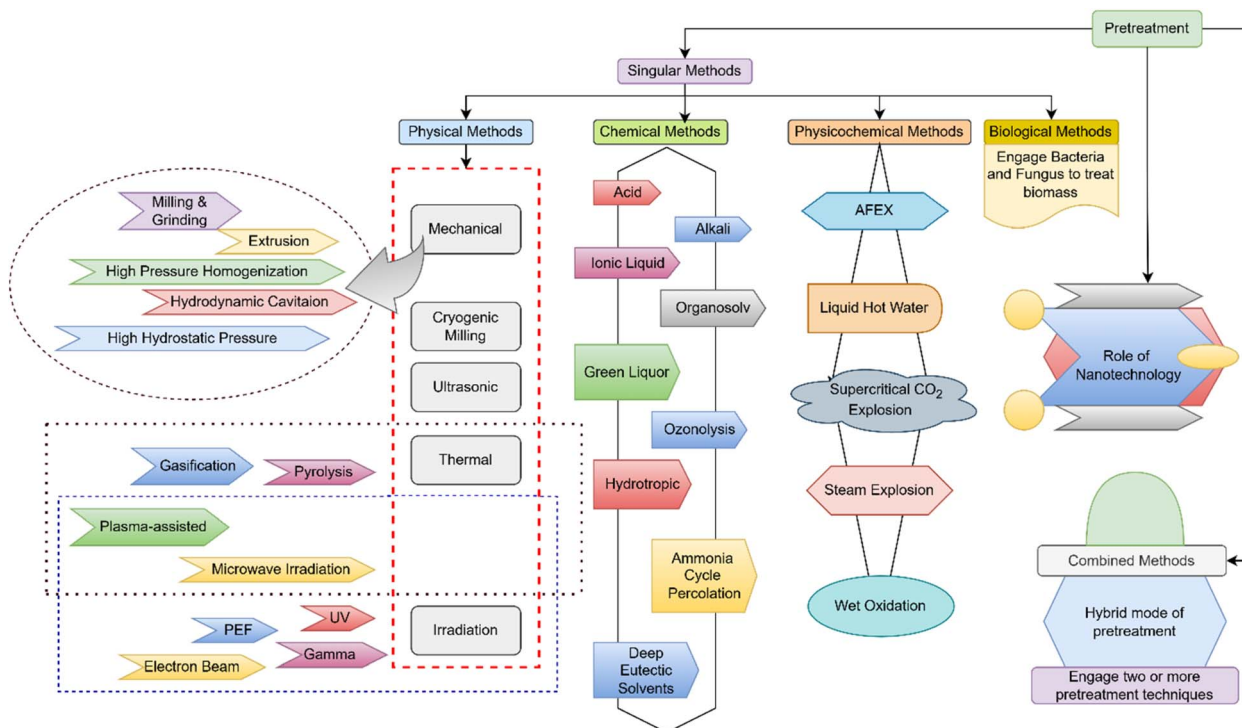 Pretreatment
Singular Methods
Physical Methods
Chemical Methods
Physicochemical Methods
Biological Methods
Engage Bacteria
and Fungus to treat
biomass
Milling &
Grinding
Extrusion
High Pressure Homogenization
Hydrodynamic Cavitaion
High Hydrostatic Pressure
Mechanical
Cryogenic
Milling
Ultrasonic
Thermal
Gasification
Pyrolysis
Plasma-assisted
Microwave Irradiation
Irradiation
PEF
UV
Electron Beam
Gamma
Acid
Alkali
Ionic Liquid
Organosolv
Green Liquor
Ozonolysis
Hydrotropic
Ammonia
Cycle
Percolation
Deep
Eutectic
Solvents
AFEX
Liquid Hot Water
Supercritical CO2
Explosion
Steam Explosion
Wet Oxidation
Role of
Nanotechnology
Combined Methods
Hybrid mode of
pretreatment
Engage two or more
pretreatment techniques